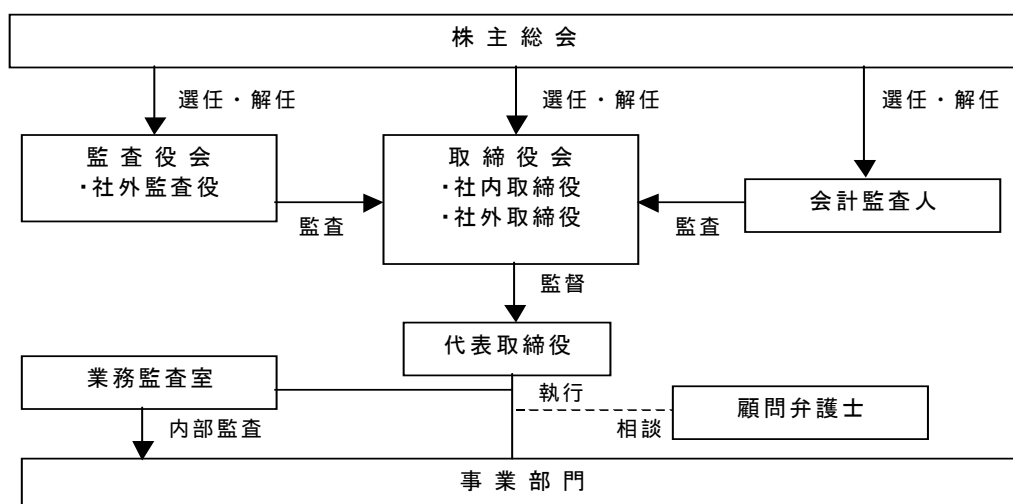 株主総会
選任・解任
選任・解任
選任・解任
監査役会
・社外監査役
取締役会
・社内取締役
・社外取締役
会計監査人
監査
監査
監督
代表取締役
業務監査室
執行
顧問弁護士
相談
内部監査
事業部門